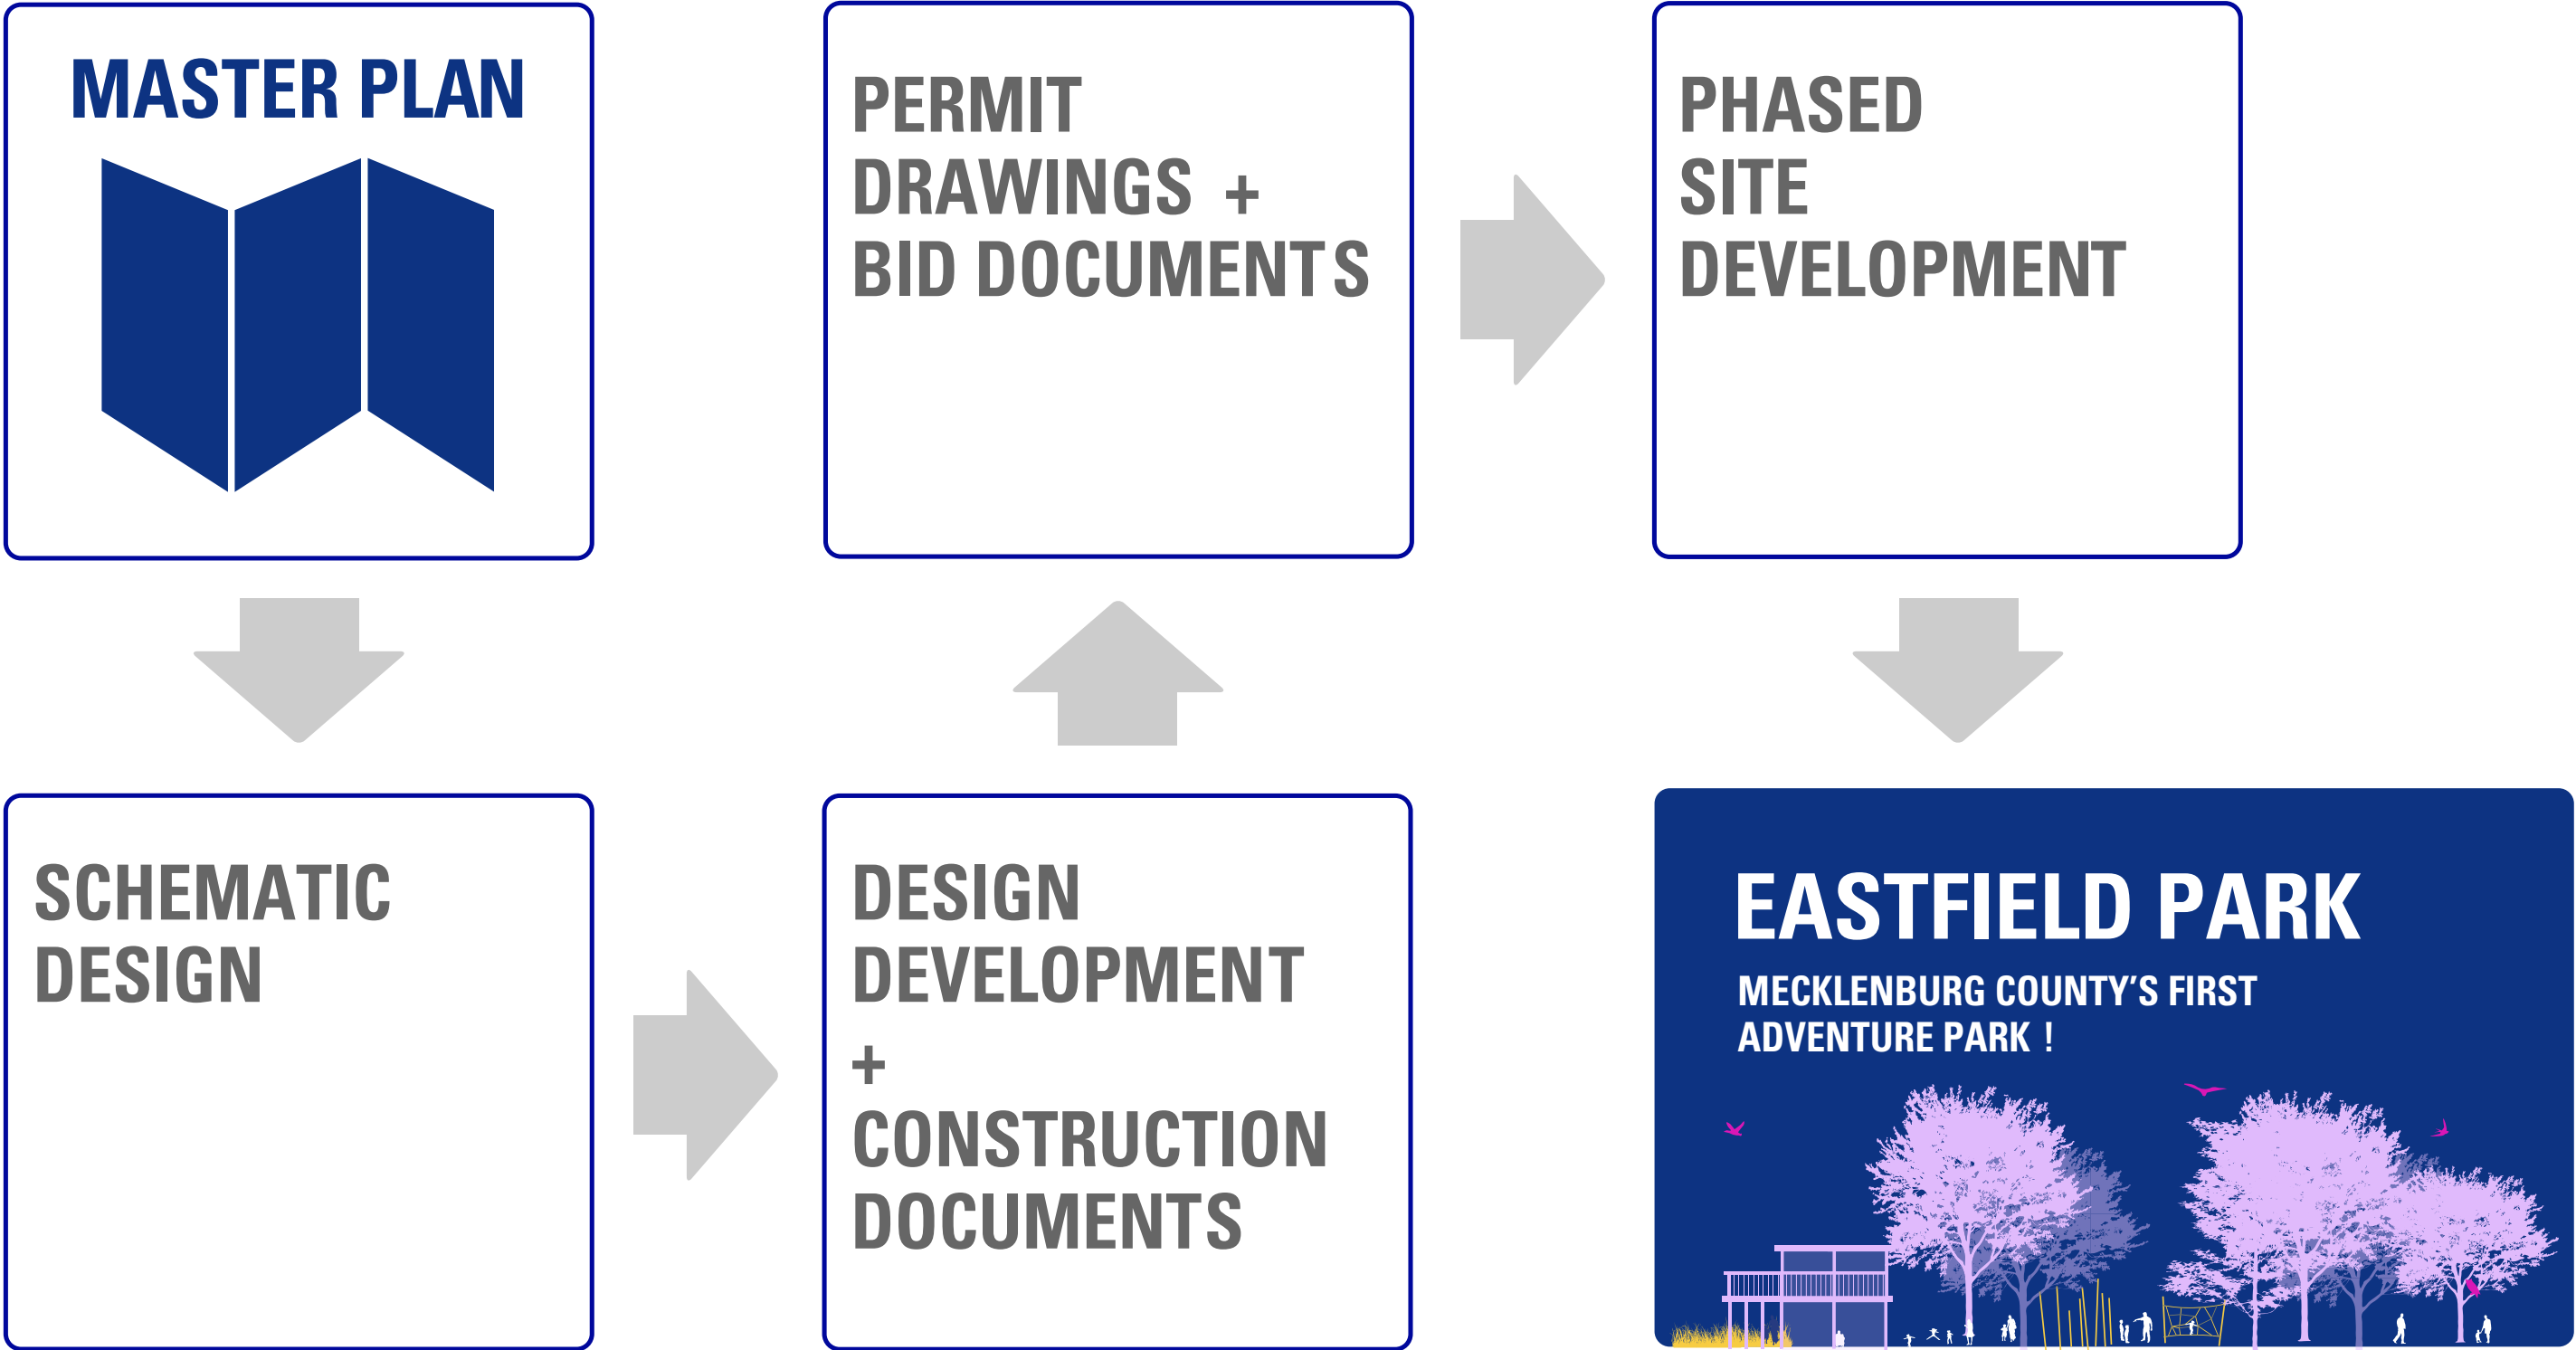 MASTER PLAN
SCHEMATIC
DESIGN
DESIGN
DEVELOPMENT
+
CONSTRUCTION
DOCUMENTS
PERMIT
DRAWINGS +
BID DOCUMENTS
PHASED
SITE
DEVELOPMENT
EASTFIELD PARK
MECKLENBURG COUNTY’S FIRST
ADVENTURE PARK !